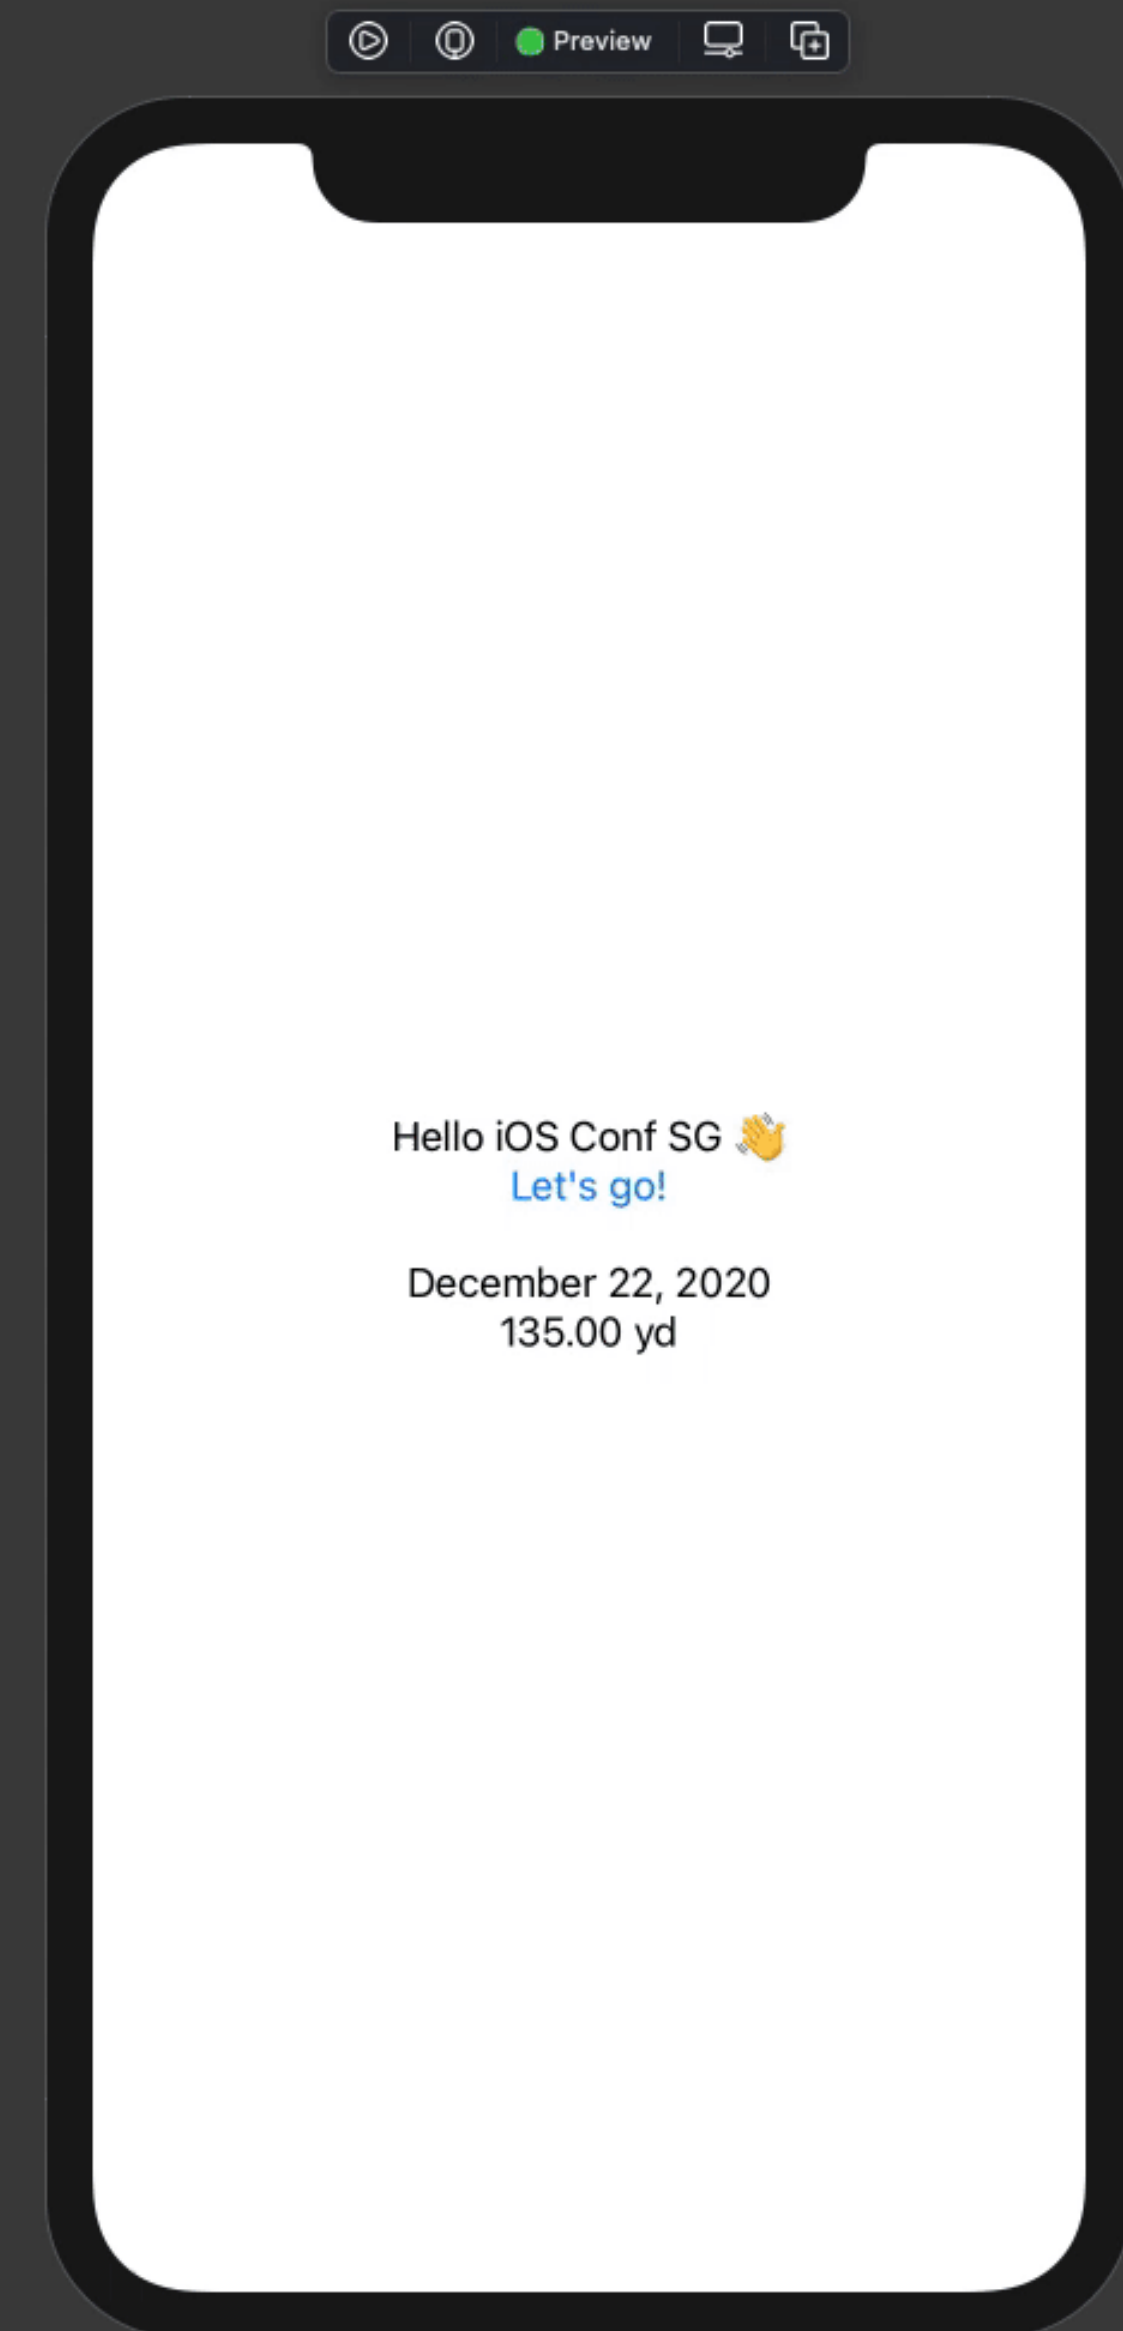 Preview
Hello iOS Conf SG 👋
Let's go!
December 22, 2020
135.00 yd